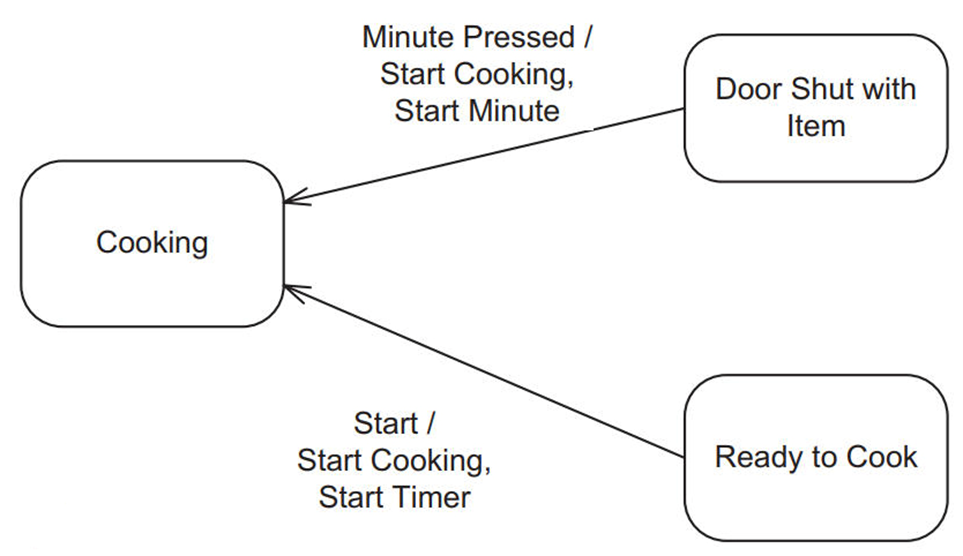 Minute Pressed /
Start Cooking,
Start Minute
Door Shut with
Item
Cooking
Start /
Start Cooking,
Start Timer
Ready to Cook